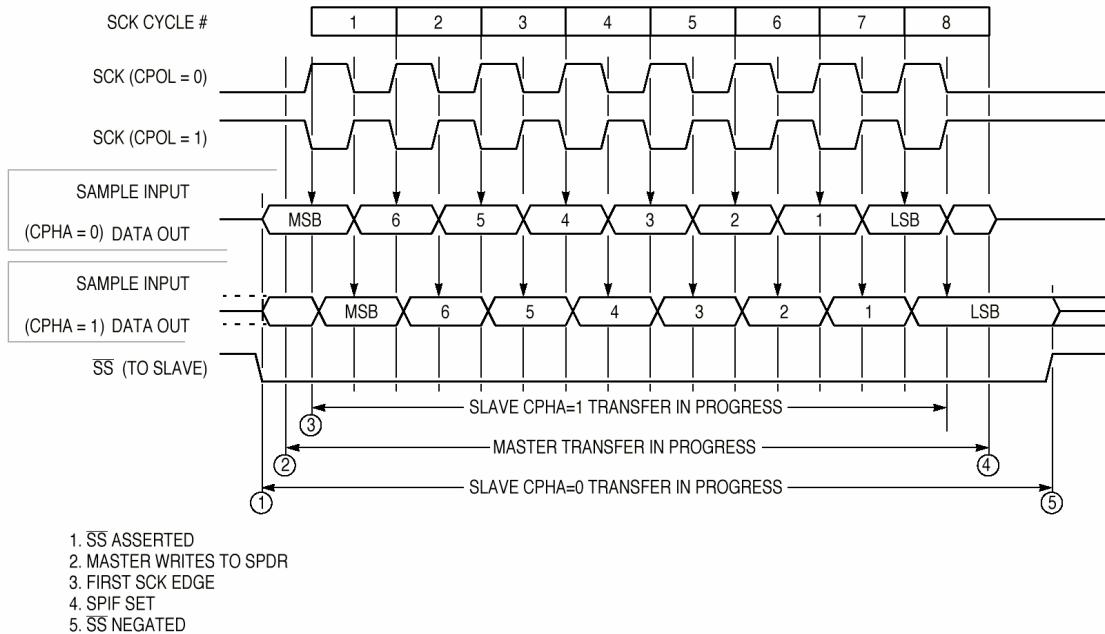 SCK CYCLE # 1 2 3 4 5 6 7 8
SCK (CPOL = 0)
SCK (CPOL = 1)
SAMPLE INPUT
(CPHA = 0) DATA OUT MSB 6 5 4 3 2 1 LSB
SAMPLE INPUT
(CPHA = 1) DATA OUT MSB 6 5 4 3 2 1 LSB
SS (TO SLAVE)
SLAVE CPHA=1 TRANSFER IN PROGRESS
3
MASTER TRANSFER IN PROGRESS
2 4
SLAVE CPHA=0 TRANSFER IN PROGRESS
1 5
1. SS ASSERTED
2. MASTER WRITES TO SPDR
3. FIRST SCK EDGE
4. SPIF SET
5. SS NEGATED